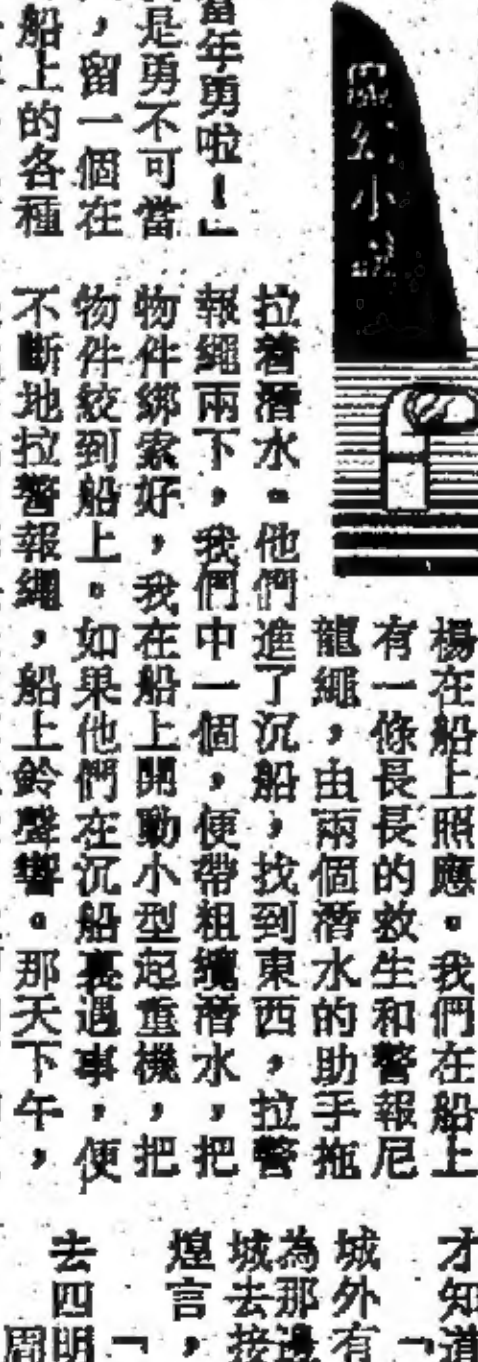 幻小說
當年勇啦！」
是勇不可當
，留一個在
船上的各種
楊在船上照應。我們在船上
有一條長長的救生和警報尼
龍繩，由兩個潛水的助手拖
拉着潛水。他們進了沉船，找到東西，拉警
報繩兩下，我們中一個，便帶粗纜潛水，把
物件綁索好，我在船上開動小型起重機，把
物件絞到船上。如果他們在沉船裏遇事，便
不斷地拉警報繩，船上鈴聲響。那天下午，
才知道
「
城外有
為那邊
城去接
煌言，
「
去四明
周